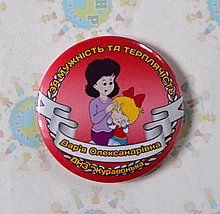 ЗА МУЖНІСТЬ ТА ТЕРПЛЯЧІСТЬ
Дар'я Олександрівна
ДНЗ "Журавонька"